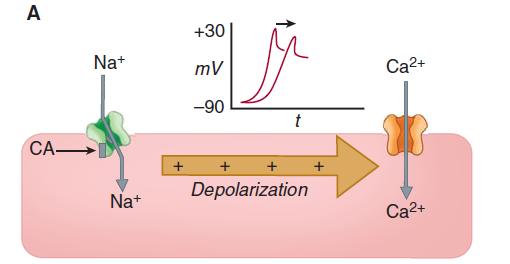 A
+30
mV
–90
t
Na⁺
Ca²⁺
CA
+ + + +
Depolarization
Na⁺
Ca²⁺